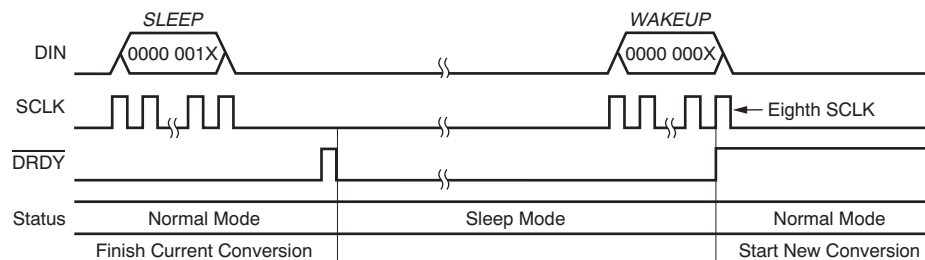 SLEEP WAKEUP
DIN 0000 001X 0000 000X
SCLK Eighth SCLK
DRDY
Status Normal Mode Sleep Mode Normal Mode
Finish Current Conversion Start New Conversion